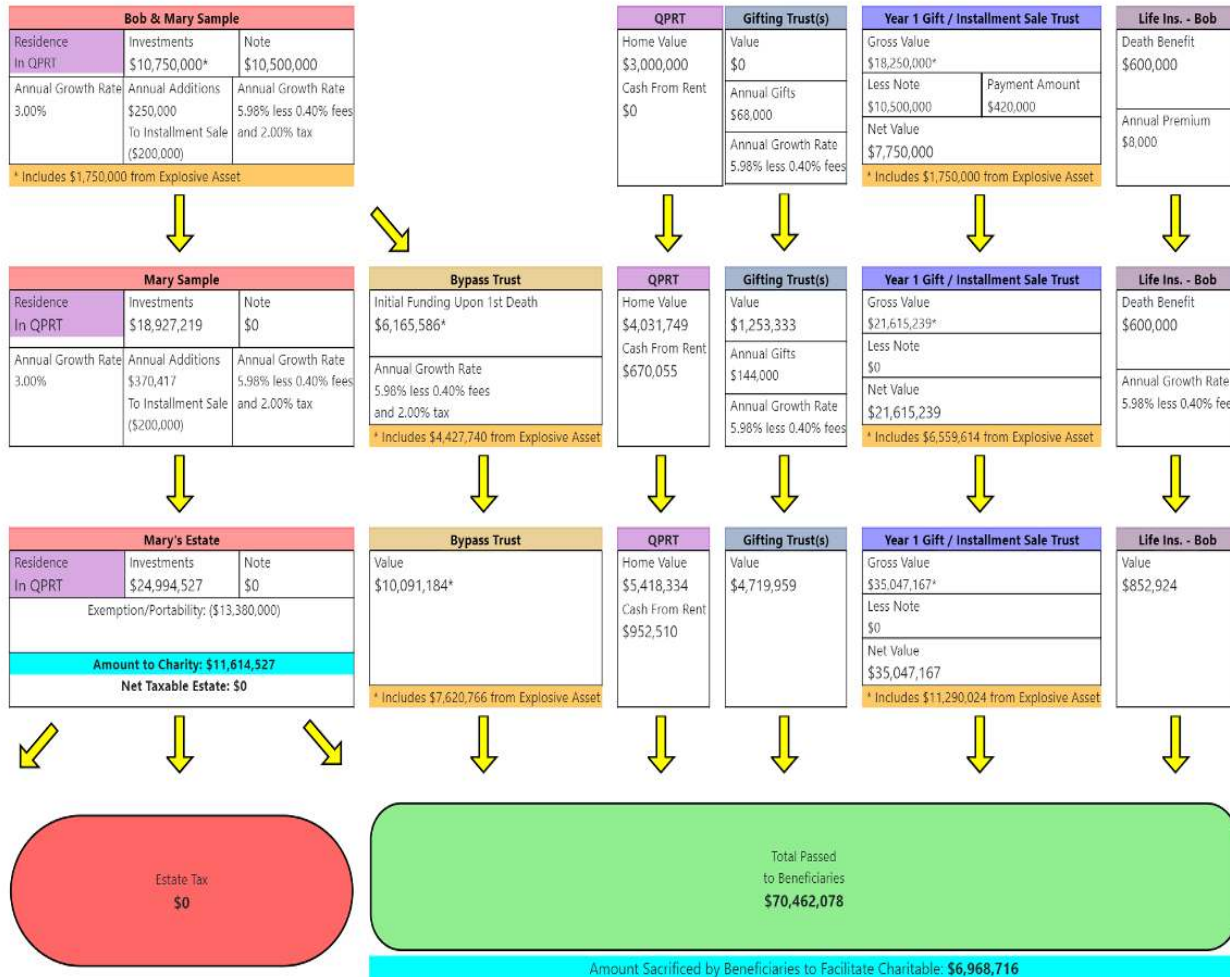 Bob & Mary Sample
Residence
In QPRT
Investments
$10,750,000*
Note
$10,500,000
Annual Growth Rate
3.00%
Annual Additions
$250,000
To Installment Sale
($200,000)
Annual Growth Rate
5.98% less 0.40% fees
and 2.00% tax
* Includes $1,750,000 from Explosive Asset
QPRT
Home Value
$3,000,000
Cash From Rent
$0
Gifting Trust(s)
Value
$0
Annual Gifts
$68,000
Annual Growth Rate
5.98% less 0.40% fees
Year 1 Gift / Installment Sale Trust
Gross Value
$18,250,000*
Less Note
$10,500,000
Payment Amount
$420,000
Net Value
$7,750,000
* Includes $1,750,000 from Explosive Asset
Life Ins. - Bob
Death Benefit
$600,000
Annual Premium
$8,000
Mary Sample
Residence
In QPRT
Investments
$18,927,219
Note
$0
Annual Growth Rate
3.00%
Annual Additions
$370,417
To Installment Sale
($200,000)
Annual Growth Rate
5.98% less 0.40% fees
and 2.00% tax
Bypass Trust
Initial Funding Upon 1st Death
$6,165,586*
Annual Growth Rate
5.98% less 0.40% fees
and 2.00% tax
* Includes $4,427,740 from Explosive Asset
QPRT
Home Value
$4,031,749
Cash From Rent
$670,055
Gifting Trust(s)
Value
$1,253,333
Annual Gifts
$144,000
Annual Growth Rate
5.98% less 0.40% fees
Year 1 Gift / Installment Sale Trust
Gross Value
$21,615,239*
Less Note
$0
Net Value
$21,615,239
* Includes $6,559,614 from Explosive Asset
Life Ins. - Bob
Death Benefit
$600,000
Annual Growth Rate
5.98% less 0.40% fee
Mary's Estate
Residence
In QPRT
Investments
$24,994,527
Note
$0
Exemption/Portability: ($13,380,000)
Amount to Charity: $11,614,527
Net Taxable Estate: $0
Bypass Trust
Value
$10,091,184*
* Includes $7,620,766 from Explosive Asset
QPRT
Home Value
$5,418,334
Cash From Rent
$952,510
Gifting Trust(s)
Value
$4,719,959
Year 1 Gift / Installment Sale Trust
Gross Value
$35,047,167*
Less Note
$0
Net Value
$35,047,167
* Includes $11,290,024 from Explosive Asset
Life Ins. - Bob
Value
$852,924
Estate Tax
$0
Total Passed
to Beneficiaries
$70,462,078
Amount Sacrificed by Beneficiaries to Facilitate Charitable: $6,968,716